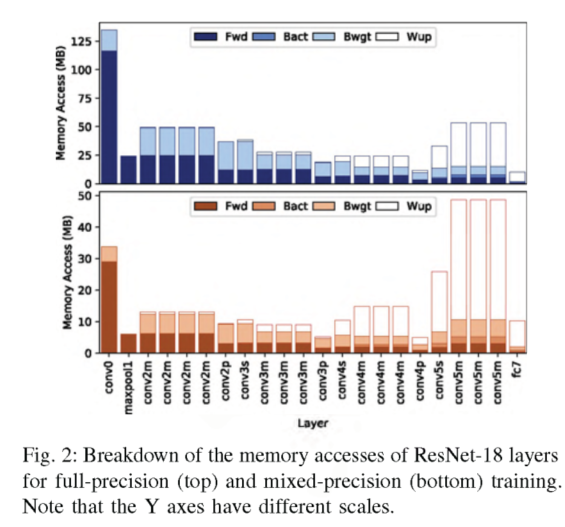 Fwd Bact Bwgt Wup
Memory Access (MB)
125
100
75
50
25
0
Fwd Bact Bwgt Wup
Memory Access (MB)
50
40
30
20
10
0
conv0
maxpool1
conv2m
conv2m
conv2m
conv2m
conv2p
conv3s
conv3m
conv3m
conv3m
conv3p
conv4s
conv4m
conv4m
conv4m
conv4p
conv5s
conv5m
conv5m
conv5m
fc7
Layer
Fig. 2: Breakdown of the memory accesses of ResNet-18 layers
for full-precision (top) and mixed-precision (bottom) training.
Note that the Y axes have different scales.